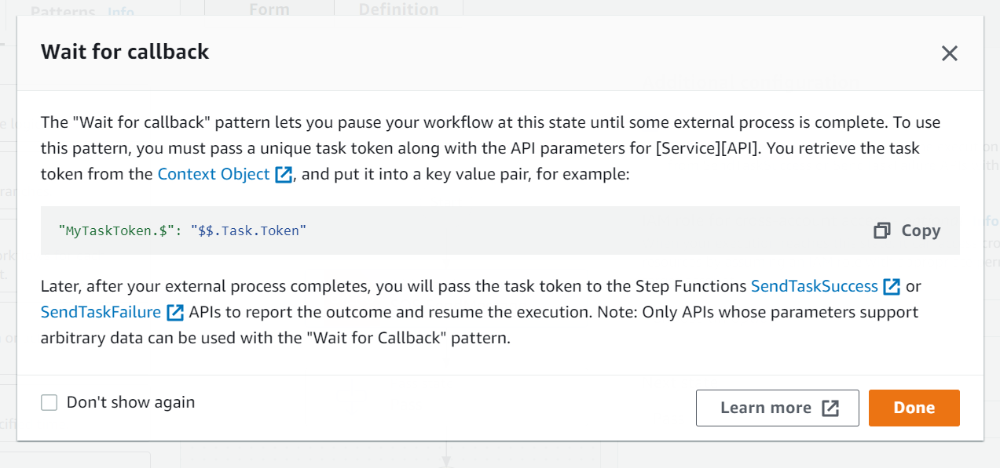 Patterns Info Form Definition
Wait for callback
The "Wait for callback" pattern lets you pause your workflow at this state until some external process is complete. To use
this pattern, you must pass a unique task token along with the API parameters for [Service][API]. You retrieve the task
token from the Context Object, and put it into a key value pair, for example:
"MyTaskToken.$": "$$.Task.Token"
Copy
Later, after your external process completes, you will pass the task token to the Step Functions SendTaskSuccess or
SendTaskFailure APIs to report the outcome and resume the execution. Note: Only APIs whose parameters support
arbitrary data can be used with the "Wait for Callback" pattern.
Don't show again
Learn more
Done